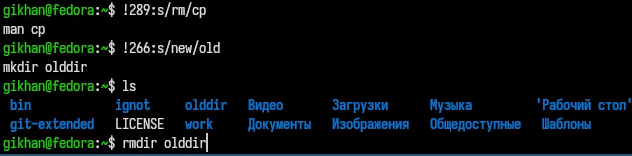 gikhan@fedora:~$ !289:s/rm/cp
man cp
gikhan@fedora:~$ !266:s/new/old
mkdir olddir
gikhan@fedora:~$ ls
bin ignot olddir Видео Загрузки Музыка 'Рабочий стол'
git-extended LICENSE work Документы Изображения Общедоступные Шаблоны
gikhan@fedora:~$ rmdir olddir